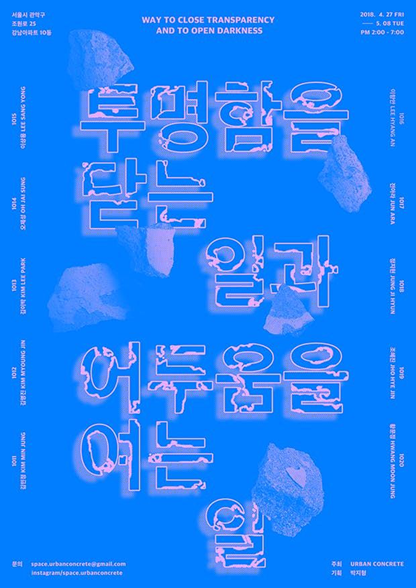 서울시 관악구
조원로 25
강남아파트 10동
WAY TO CLOSE TRANSPARENCY
AND TO OPEN DARKNESS
2018. 4. 27 FRI
— 5. 08 TUE
PM 2:00 - 7:00
투명함을
닫는
일과
어두움을
여는
일
1015 이상용 LEE SANG YONG
1014 오제성 OH JAI SUNG
1013 김이박 KIM LEE PARK
1012 김명진 KIM MYOUNG JIN
1011 김민정 KIM MIN JUNG
1016 이향안 LEE HYANG AN
1017 전아라 JUN ARA
1018 정지현 JUNG JI HYUN
1019 조혜진 JHO HYE JIN
1020 황문정 HWANG MOON JUNG
문의 space.urbanconcrete@gmail.com
instagram/space.urbanconcrete
주최 URBAN CONCRETE
기획 박지형